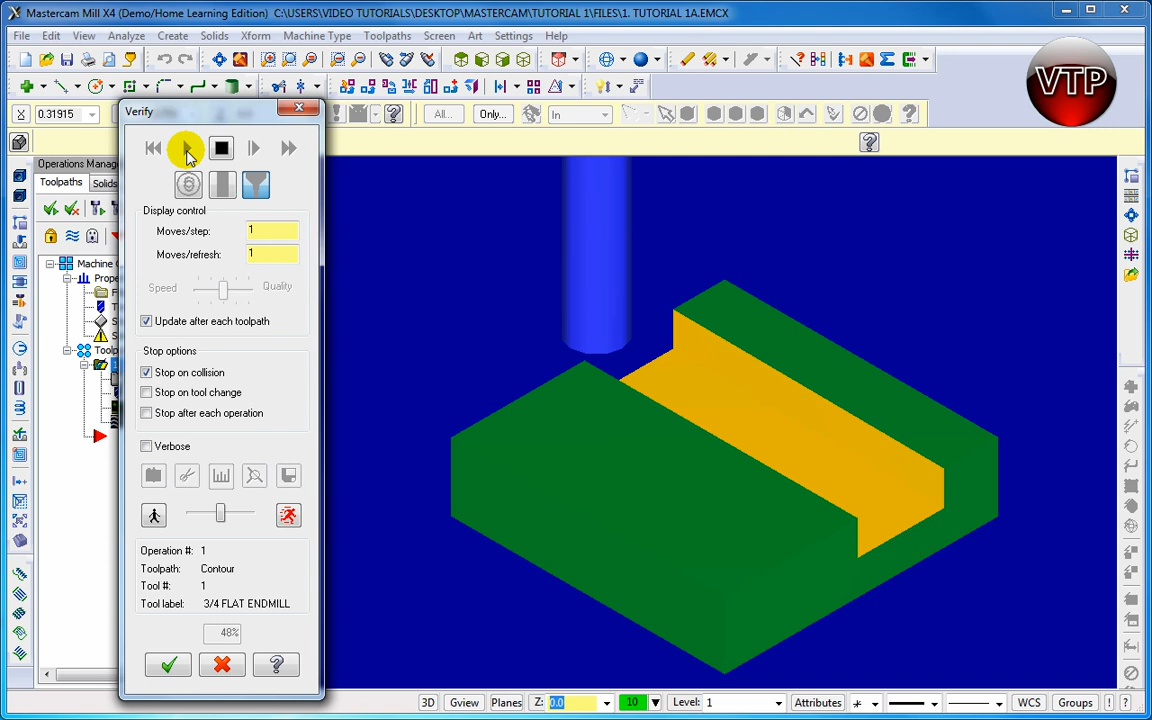 Mastercam Mill X4 (Demo/Home Learning Edition) C:\USERS\VIDEO TUTORIALS\DESKTOP\MASTERCAM\TUTORIAL 1\FILES\1. TUTORIAL 1A.EMCX
File Edit View Analyze Create Solids Xform Machine Type Toolpaths Screen Art Settings Help
VTP
X 0.31915
All... Only... In
Verify
Operations Mana
Toolpaths Solids
Display control
Moves/step: 1
Moves/refresh: 1
Speed Quality
Update after each toolpath
Stop options
Stop on collision
Stop on tool change
Stop after each operation
Verbose
Machine
Prope
Toolp
Operation #: 1
Toolpath: Contour
Tool #: 1
Tool label: 3/4 FLAT ENDMILL
48%
3D Gview Planes Z: 0.0 10 Level: 1 Attributes WCS Groups ! ?